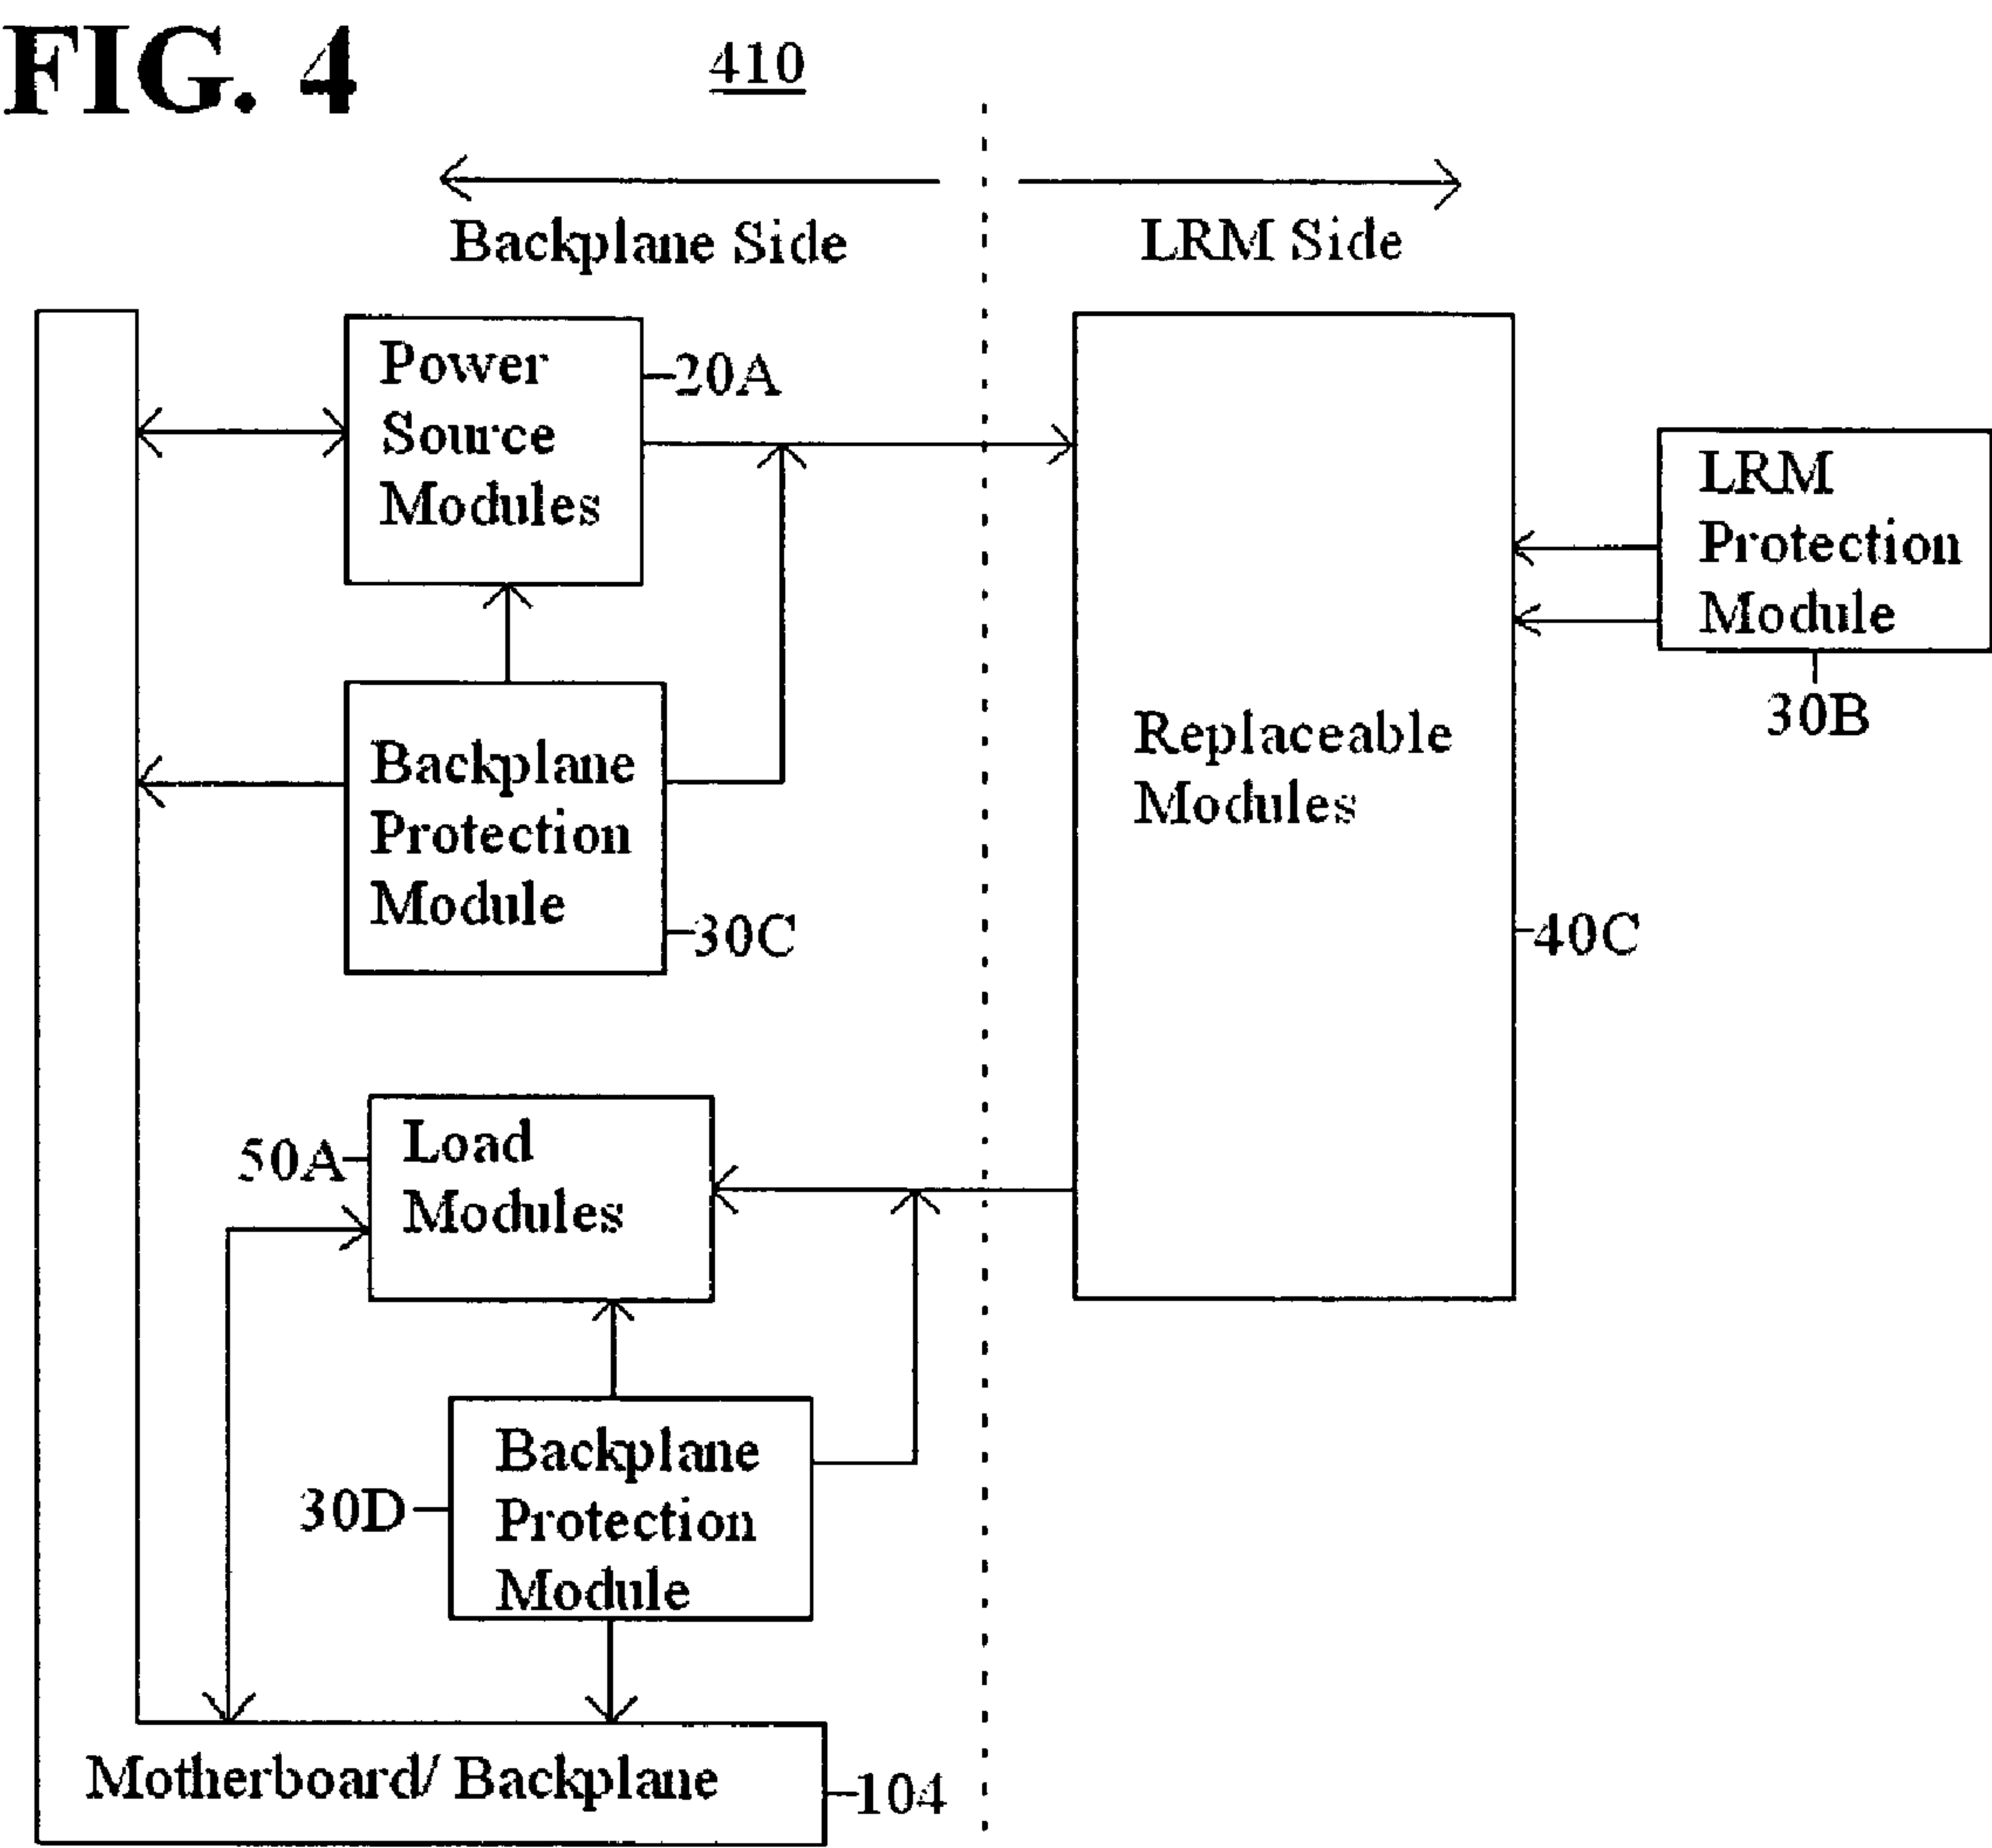 FIG. 4
410
Backplane Side
LRM Side
Power
Source
Modules
20A
LRM
Protection
Module
30B
Backplane
Protection
Module
30C
Replaceable
Modules
40C
50A
Load
Modules
30D
Backplane
Protection
Module
Motherboard/ Backplane
104